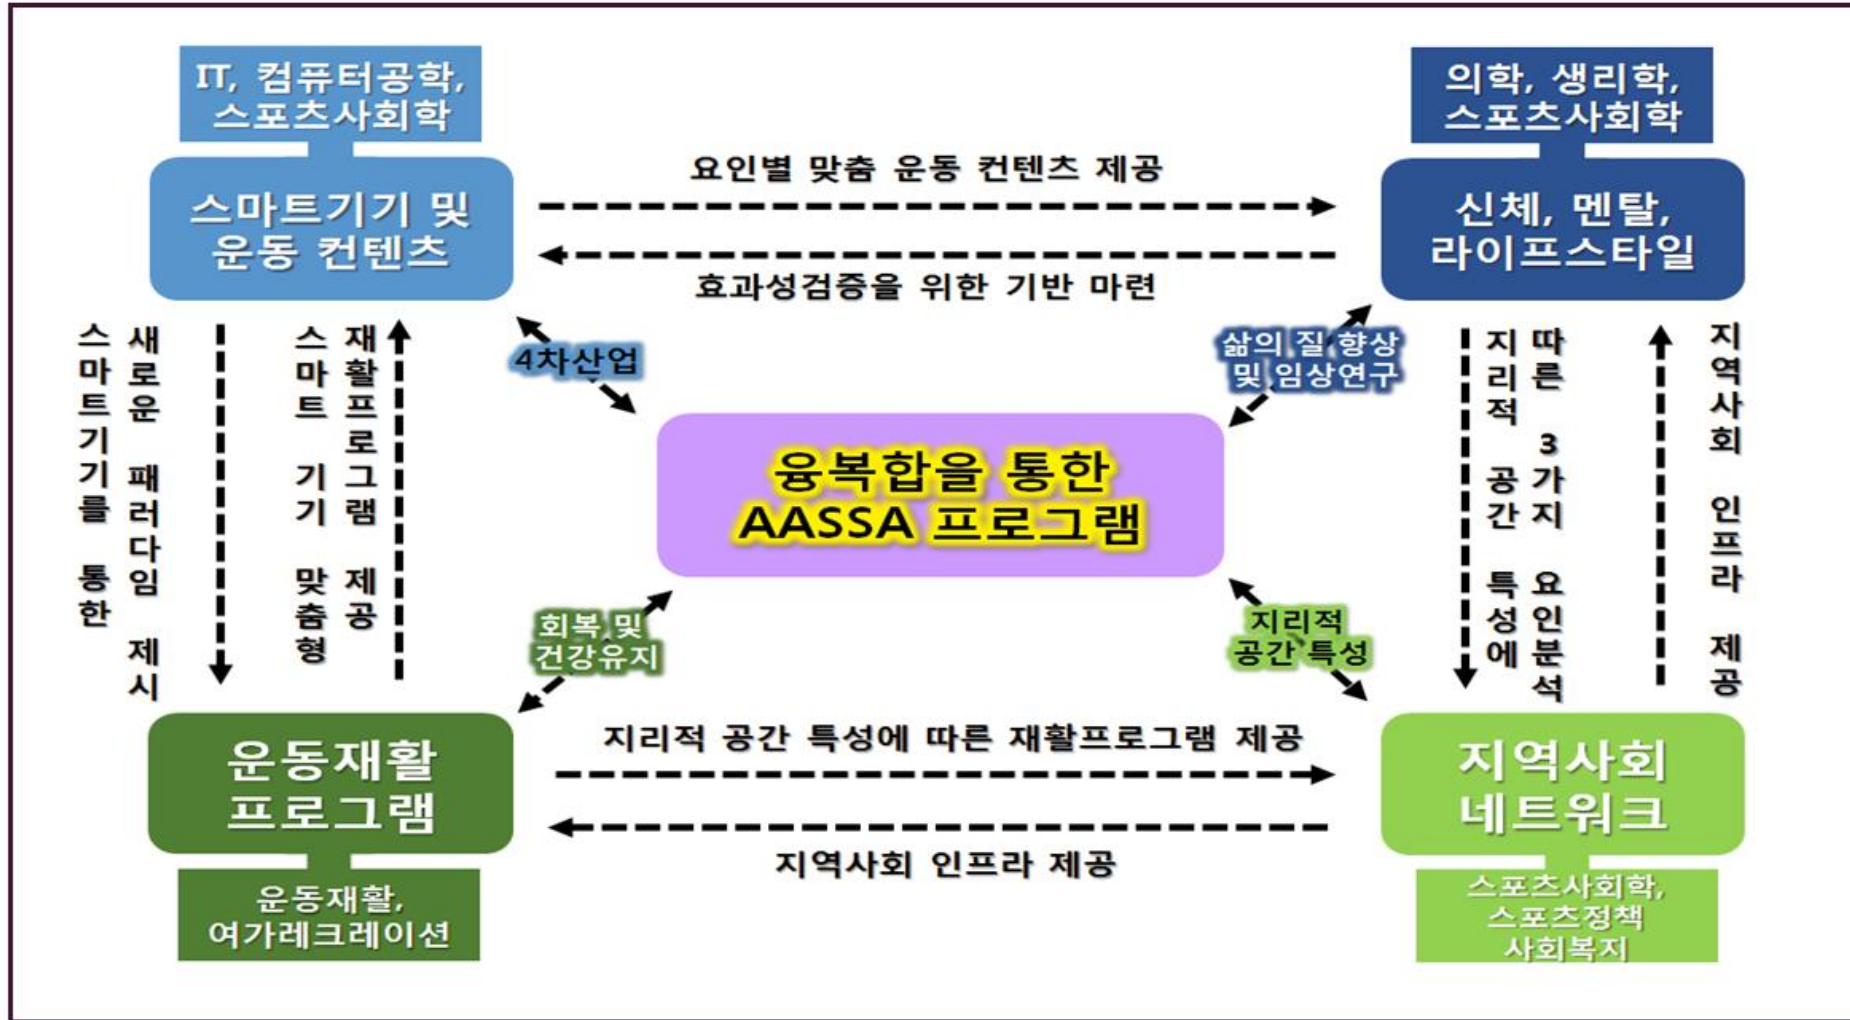 IT, 컴퓨터공학,
스포츠사회학
스마트기기 및
운동 컨텐츠
의학, 생리학,
스포츠사회학
신체, 멘탈,
라이프스타일
요인별 맞춤 운동 컨텐츠 제공
효과성검증을 위한 기반 마련
스마트기기를 통한
새로운 패러다임 제시
스마트 기기 맞춤형
재활프로그램 제공
4차산업
삶의 질 향상
및 임상연구
지리적 공간 특성에
따른 3가지 요인분석
지역사회 인프라 제공
융복합을 통한
AASSA 프로그램
회복 및
건강유지
지리적
공간 특성
운동재활
프로그램
운동재활,
여가레크레이션
지리적 공간 특성에 따른 재활프로그램 제공
지역사회 인프라 제공
지역사회
네트워크
스포츠사회학,
스포츠정책
사회복지